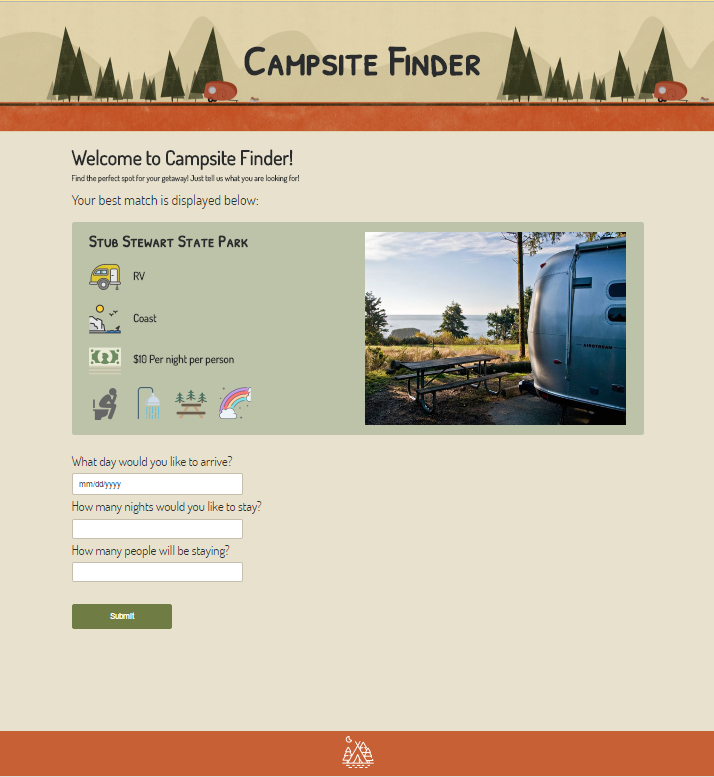 Campsite Finder
Welcome to Campsite Finder!
Find the perfect spot for your getaway! Just tell us what you are looking for!
Your best match is displayed below:
Stub Stewart State Park
RV
Coast
$10 Per night per person
AIRSTREAM
What day would you like to arrive?
mm/dd/yyyy
How many nights would you like to stay?
How many people will be staying?
Submit